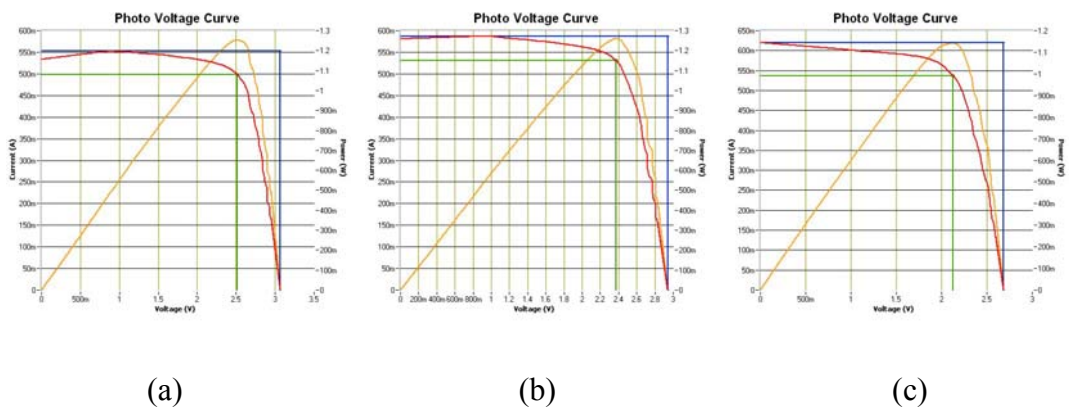 Photo Voltage Curve
600m
550m
500m
450m
400m
350m
300m
250m
200m
150m
100m
50m
0
Current (A)
1.3
1.2
1.1
1
900m
800m
700m
600m
500m
400m
300m
200m
100m
0
Power (W)
0 500m 1 1.5 2 2.5 3 3.5
Voltage (V)
(a)
Photo Voltage Curve
600m
550m
500m
450m
400m
350m
300m
250m
200m
150m
100m
50m
0
Current (A)
1.3
1.2
1.1
1
900m
800m
700m
600m
500m
400m
300m
200m
100m
0
Power (W)
0 200m 400m 600m 800m 1 1.2 1.4 1.6 1.8 2 2.2 2.4 2.6 2.8 3
Voltage (V)
(b)
Photo Voltage Curve
650m
600m
550m
500m
450m
400m
350m
300m
250m
200m
150m
100m
50m
0
Current (A)
1.2
1.1
1
900m
800m
700m
600m
500m
400m
300m
200m
100m
0
Power (W)
0 500m 1 1.5 2 2.5 3
Voltage (V)
(c)